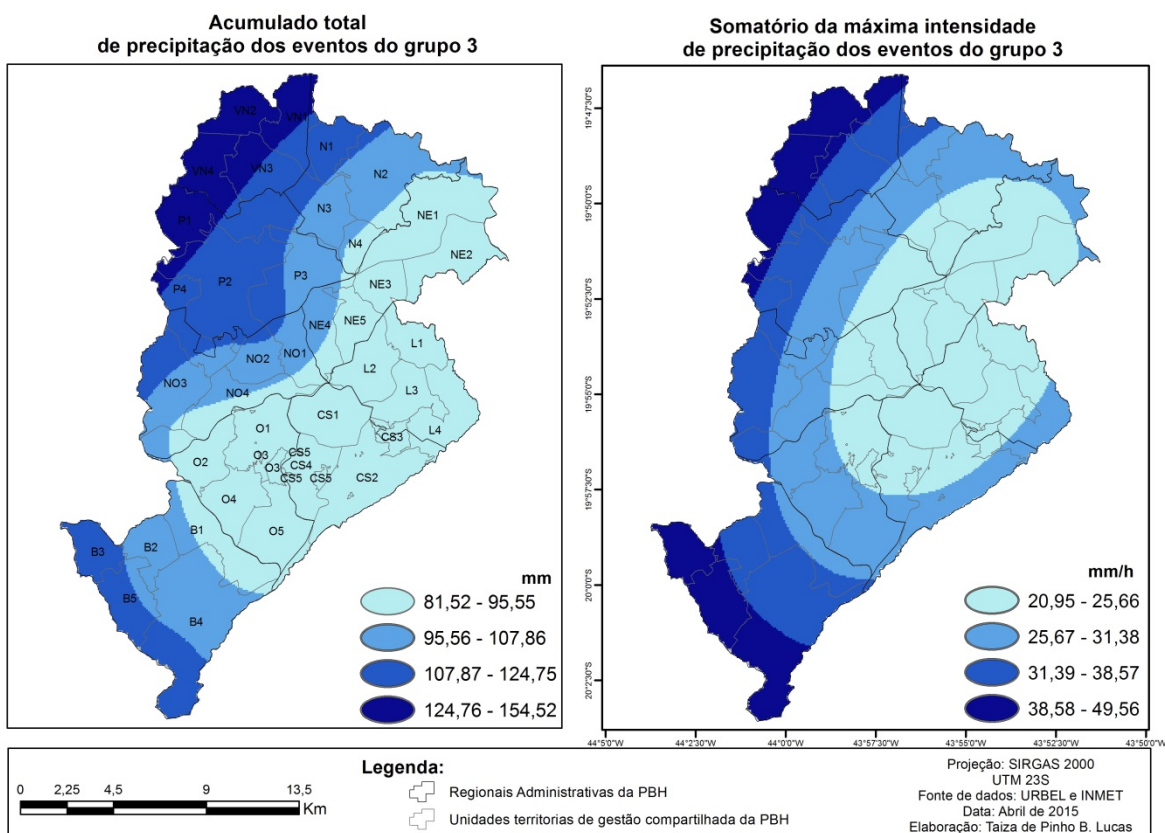 Acumulado total
de precipitação dos eventos do grupo 3
VN2
VN1
VN4
VN3
N1
N2
P1
N3
NE1
N4
NE2
P4
P2
P3
NE3
NE4
NE5
L1
NO2
NO1
L2
NO3
NO4
L3
CS1
O1
CS3
L4
O2
O3
CS5
O3
CS4
CS5
CS5
CS2
O4
B1
O5
B3
B2
B5
B4
mm
81,52 - 95,55
95,56 - 107,86
107,87 - 124,75
124,76 - 154,52
Somatório da máxima intensidade
de precipitação dos eventos do grupo 3
19°47'30"S
19°50'0"S
19°52'30"S
19°55'0"S
19°57'30"S
20°0'0"S
20°2'30"S
mm/h
20,95 - 25,66
25,67 - 31,38
31,39 - 38,57
38,58 - 49,56
44°5'0"W
44°2'30"W
44°0'0"W
43°57'30"W
43°55'0"W
43°52'30"W
43°50'0"W
0 2,25 4,5 9 13,5
Km
Legenda:
Regionais Administrativas da PBH
Unidades territorias de gestão compartilhada da PBH
Projeção: SIRGAS 2000
UTM 23S
Fonte de dados: URBEL e INMET
Data: Abril de 2015
Elaboração: Taiza de Pinho B. Lucas